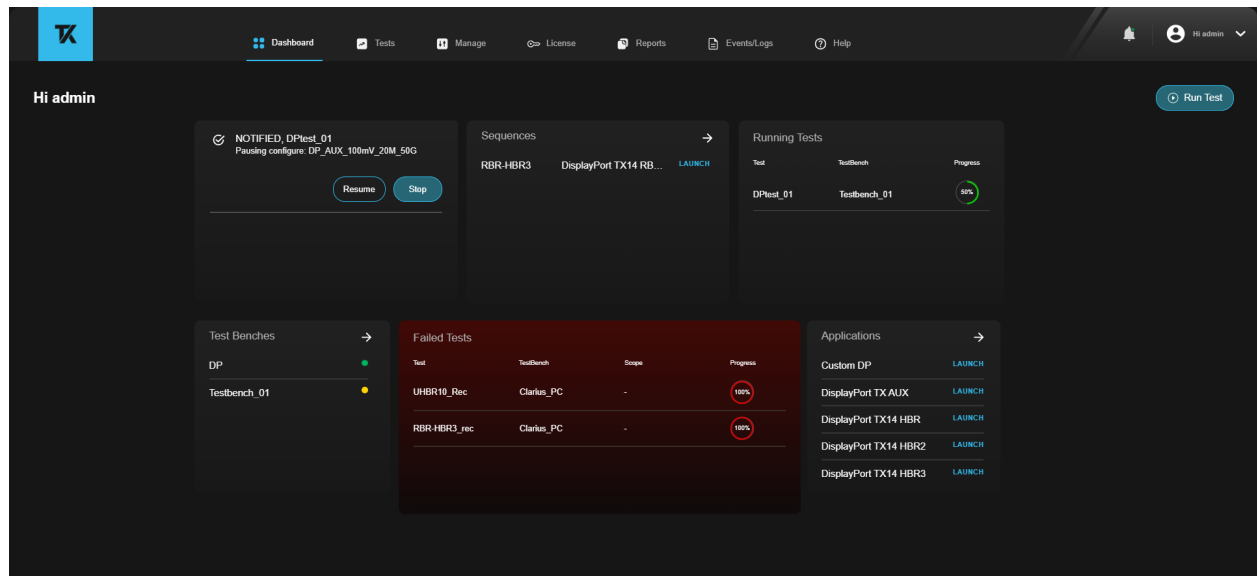 TK
Dashboard
Tests
Manage
License
Reports
Events/Logs
Help
Hi admin
Hi admin
Run Test
NOTIFIED, DPtest_01
Pausing configure: DP_AUX_100mV_20M_50G
Resume
Stop
Sequences
RBR-HBR3 DisplayPort TX14 RB... LAUNCH
Running Tests
Test TestBench Progress
DPtest_01 Testbench_01 50%
Test Benches
DP
Testbench_01
Failed Tests
Test TestBench Scope Progress
UHBR10_Rec Clarius_PC - 100%
RBR-HBR3_rec Clarius_PC - 100%
Applications
Custom DP LAUNCH
DisplayPort TX AUX LAUNCH
DisplayPort TX14 HBR LAUNCH
DisplayPort TX14 HBR2 LAUNCH
DisplayPort TX14 HBR3 LAUNCH